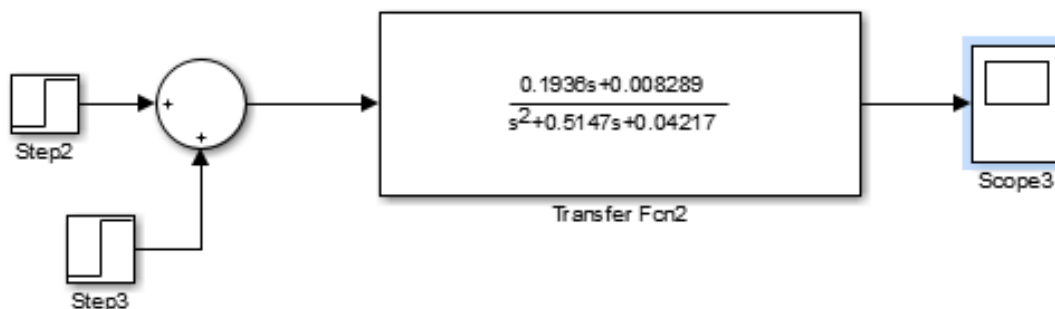 0.1936s+0.008289
s²+0.5147s+0.04217
+
+
Step2
Scope3
Transfer Fcn2
Step3